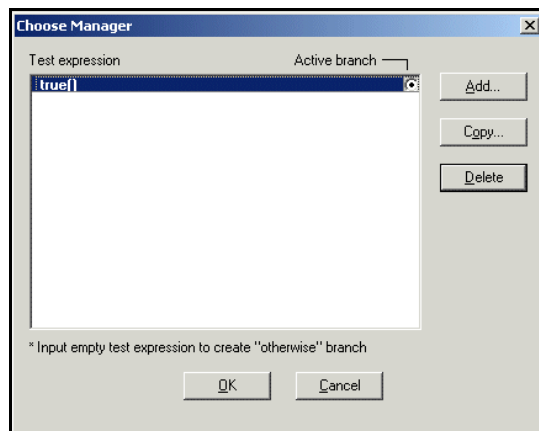 Choose Manager
Test expression Active branch
true()
Add...
Copy...
Delete
* Input empty test expression to create "otherwise" branch
OK Cancel